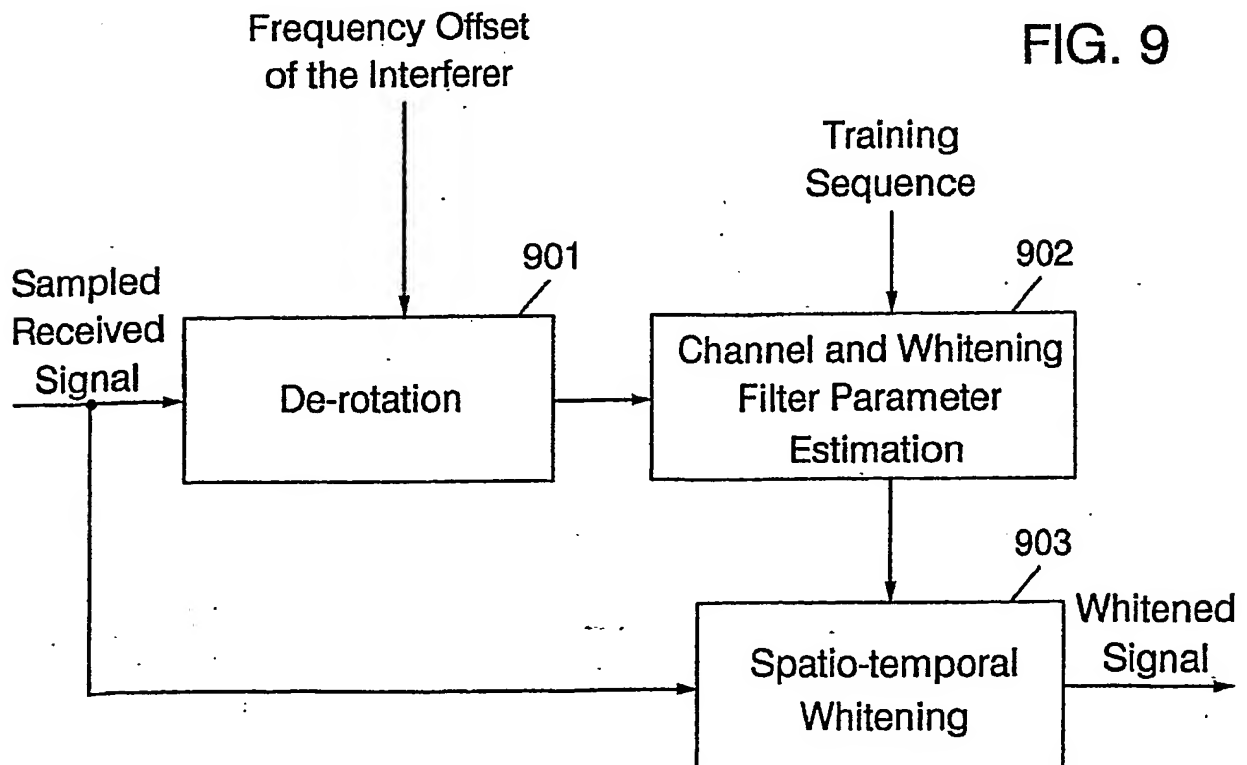 Frequency Offset
of the Interferer
FIG. 9
Training
Sequence
901
902
Sampled
Received
Signal
De-rotation
Channel and Whitening
Filter Parameter
Estimation
903
Spatio-temporal
Whitening
Whitened
Signal